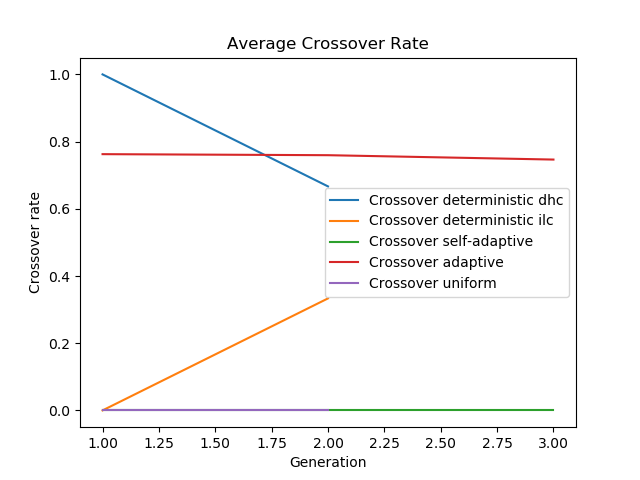 Average Crossover Rate
1.0
0.8
0.6
0.4
0.2
0.0
Crossover rate
Crossover deterministic dhc
Crossover deterministic ilc
Crossover self-adaptive
Crossover adaptive
Crossover uniform
1.00 1.25 1.50 1.75 2.00 2.25 2.50 2.75 3.00
Generation